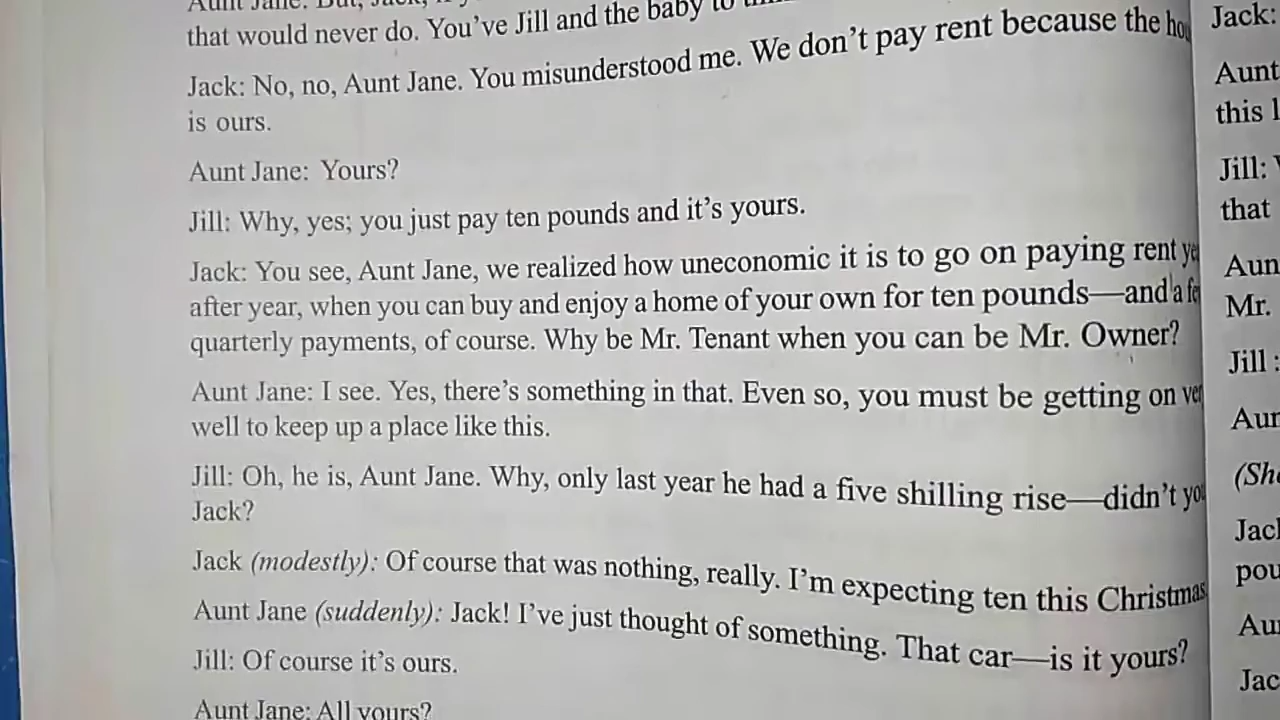 that would never do. You've Jill and the baby to
Jack: No, no, Aunt Jane. You misunderstood me. We don't pay rent because the
is ours.
Aunt Jane: Yours?
Jill: Why, yes; you just pay ten pounds and it's yours.
Jack: You see, Aunt Jane, we realized how uneconomic it is to go on paying rent
after year, when you can buy and enjoy a home of your own for ten pounds—and a
quarterly payments, of course. Why be Mr. Tenant when you can be Mr. Owner?
Aunt Jane: I see. Yes, there's something in that. Even so, you must be getting on
well to keep up a place like this.
Jill: Oh, he is, Aunt Jane. Why, only last year he had a five shilling rise—didn't
Jack?
Jack (modestly): Of course that was nothing, really. I'm expecting ten this Christmas
Aunt Jane (suddenly): Jack! I've just thought of something. That car—is it yours?
Jill: Of course it's ours.
Aunt Jane: All yours?
Jack:
Aunt
this
Jill:
that
Mr.
Jill :